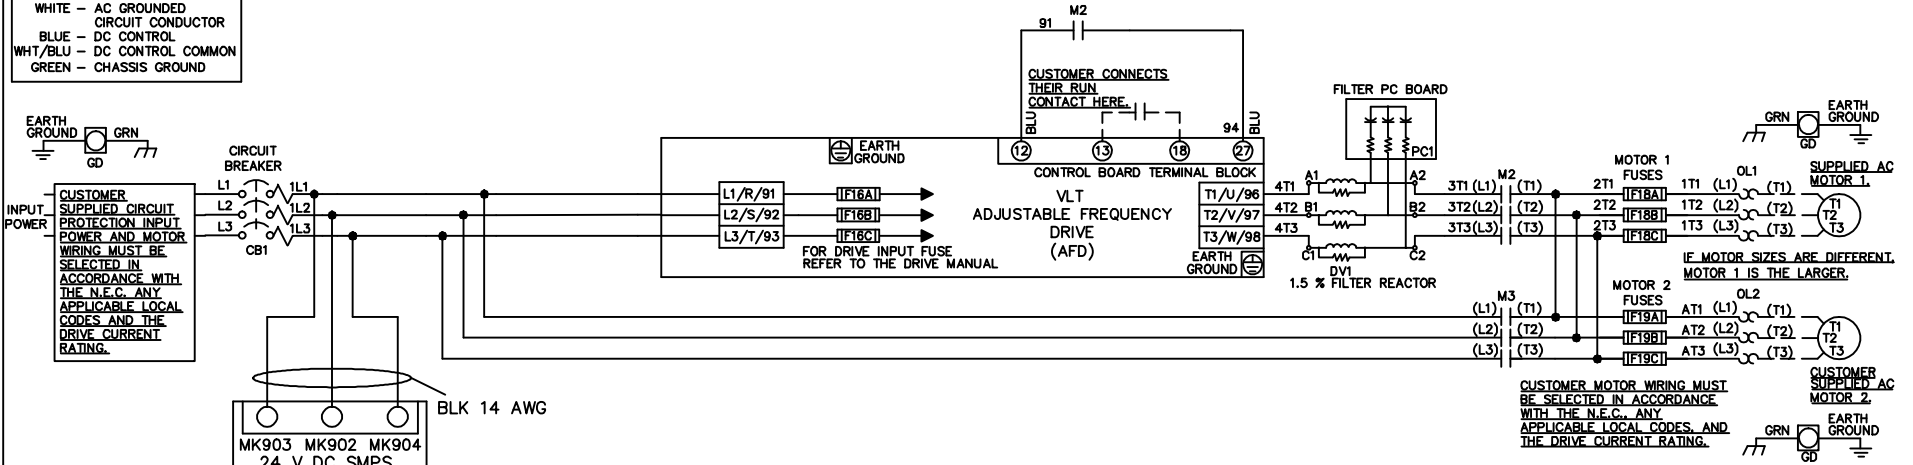 WHITE – AC GROUNDED
CIRCUIT CONDUCTOR
BLUE – DC CONTROL
WHT/BLU – DC CONTROL COMMON
GREEN – CHASSIS GROUND
EARTH
GROUND
GRN
GD
INPUT
POWER
CUSTOMER
SUPPLIED CIRCUIT
PROTECTION INPUT
POWER AND MOTOR
WIRING MUST BE
SELECTED IN
ACCORDANCE WITH
THE N.E.C. ANY
APPLICABLE LOCAL
CODES AND THE
DRIVE CURRENT
RATING.
CIRCUIT
BREAKER
L1 1L1
L2 1L2
L3 1L3
CB1
BLK 14 AWG
MK903 MK902 MK904
24 V DC SMPS
M2
91
BLU
94
BLU
CUSTOMER CONNECTS
THEIR RUN
CONTACT HERE.
12 13 18 27
CONTROL BOARD TERMINAL BLOCK
EARTH
GROUND
L1/R/91 F16A
L2/S/92 F16B
L3/T/93 F16C
FOR DRIVE INPUT FUSE
REFER TO THE DRIVE MANUAL
VLT
ADJUSTABLE FREQUENCY
DRIVE
(AFD)
T1/U/96
T2/V/97
T3/W/98
EARTH
GROUND
FILTER PC BOARD
PC1
4T1 A1 A2
4T2 B1 B2
4T3 C1 C2
DV1
1.5 % FILTER REACTOR
M2
3T1 (L1) (T1)
3T2(L2) (T2)
3T3(L3) (T3)
M3
(L1) (T1)
(L2) (T2)
(L3) (T3)
MOTOR 1
FUSES
2T1 F18A 1T1 (L1) (T1)
2T2 F18B 1T2 (L2) (T2)
2T3 F18C 1T3 (L3) (T3)
OL1
GRN
EARTH
GROUND
GD
SUPPLIED AC
MOTOR 1.
T1
T2
T3
IF MOTOR SIZES ARE DIFFERENT,
MOTOR 1 IS THE LARGER.
MOTOR 2
FUSES
OL2
F19A AT1 (L1) (T1)
F19B AT2 (L2) (T2)
F19C AT3 (L3) (T3)
T1
T2
T3
CUSTOMER
SUPPLIED AC
MOTOR 2.
CUSTOMER MOTOR WIRING MUST
BE SELECTED IN ACCORDANCE
WITH THE N.E.C., ANY
APPLICABLE LOCAL CODES, AND
THE DRIVE CURRENT RATING.
GRN
EARTH
GROUND
GD